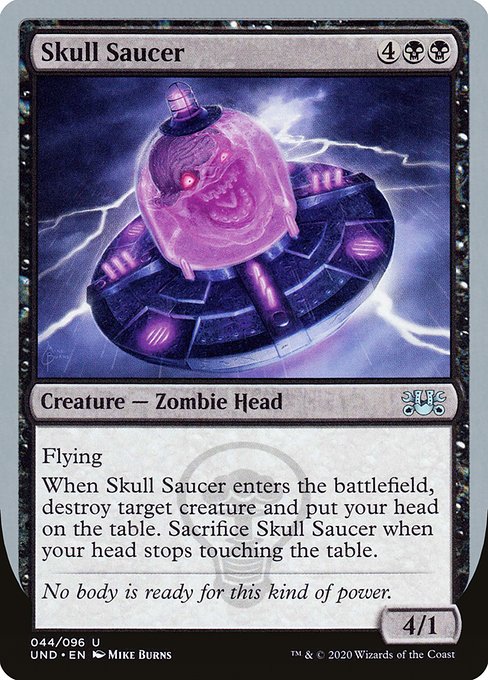 Skull Saucer 4
Creature — Zombie Head
Flying
When Skull Saucer enters the battlefield,
destroy target creature and put your head
on the table. Sacrifice Skull Saucer when
your head stops touching the table.
No body is ready for this kind of power.
4/1
044/096 U
UND • EN Mike Burns
™ & © 2020 Wizards of the Coast